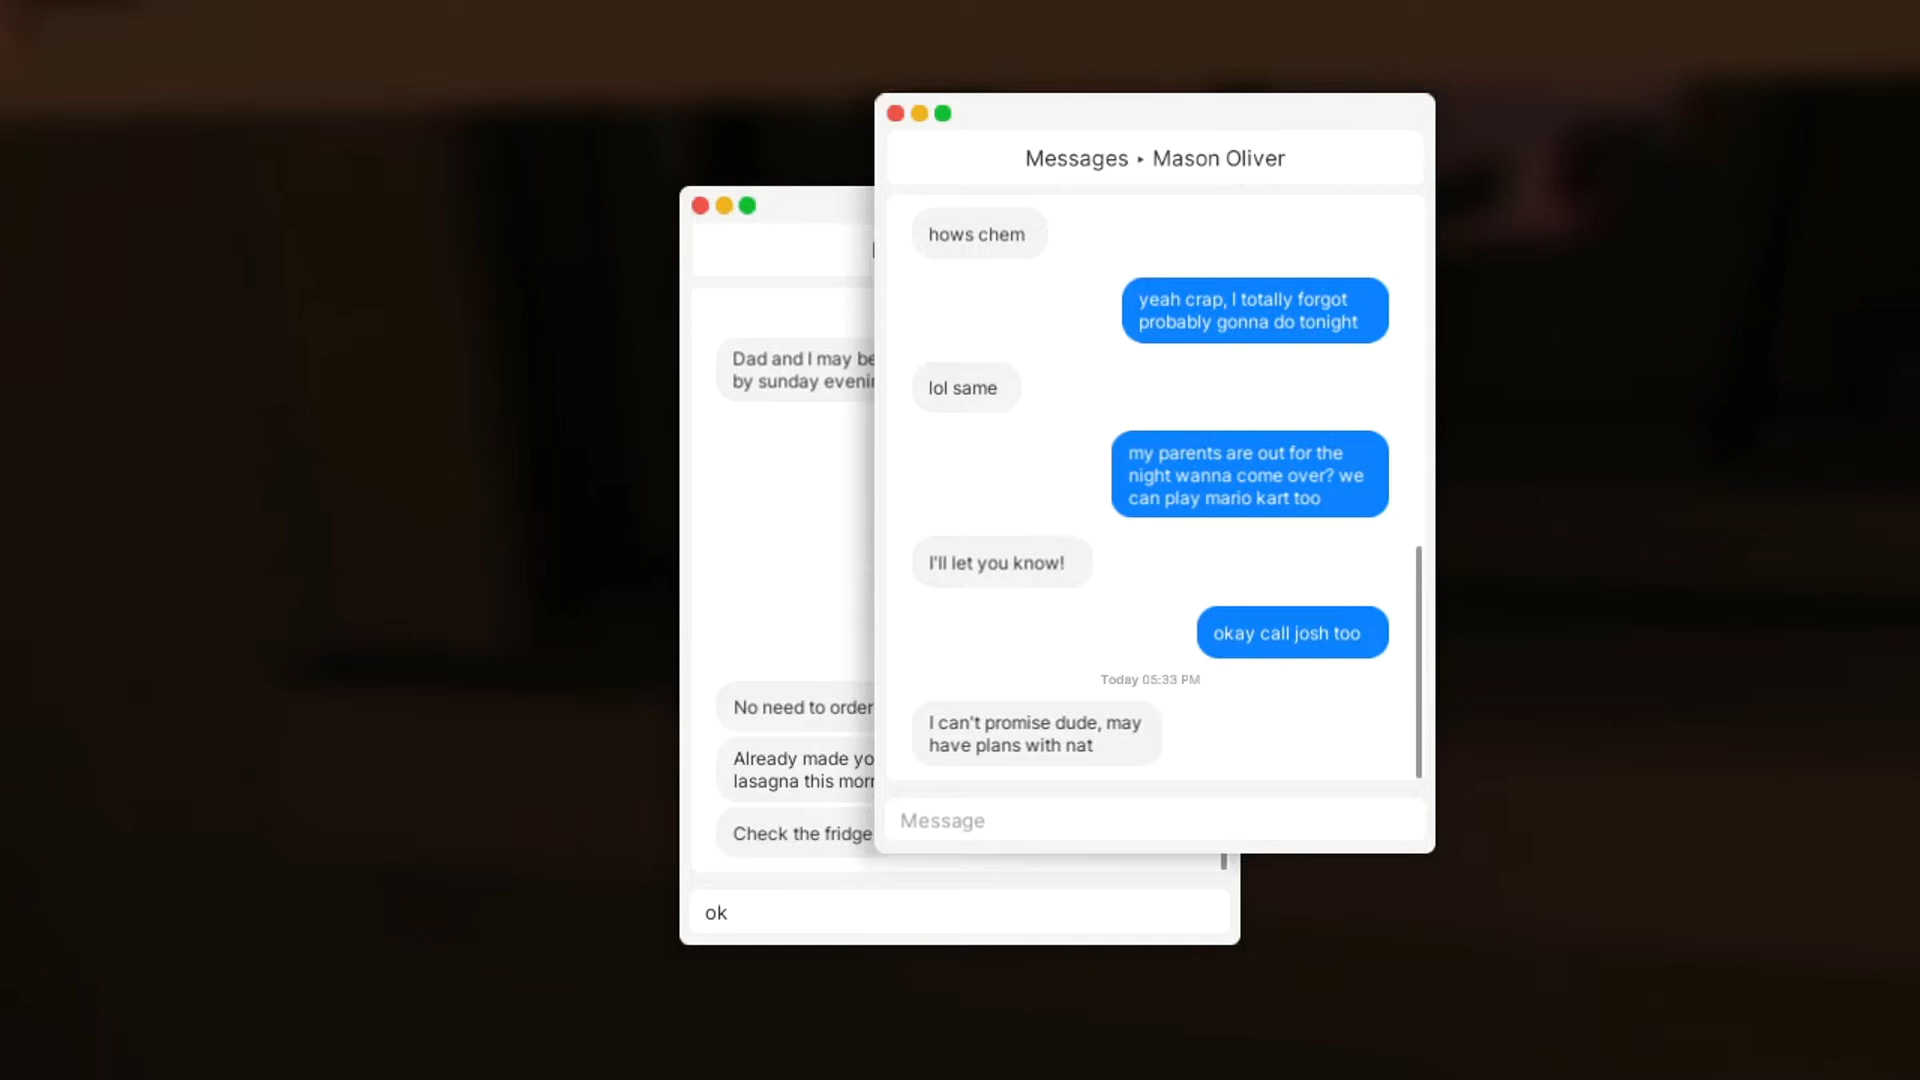 Messages ‣ Mason Oliver
hows chem
yeah crap, I totally forgot
probably gonna do tonight
lol same
my parents are out for the
night wanna come over? we
can play mario kart too
I'll let you know!
okay call josh too
Today 05:33 PM
I can't promise dude, may
have plans with nat
Message
Dad and I may be
by sunday
No need to order
Already made
lasagna this
Check the fridge
ok